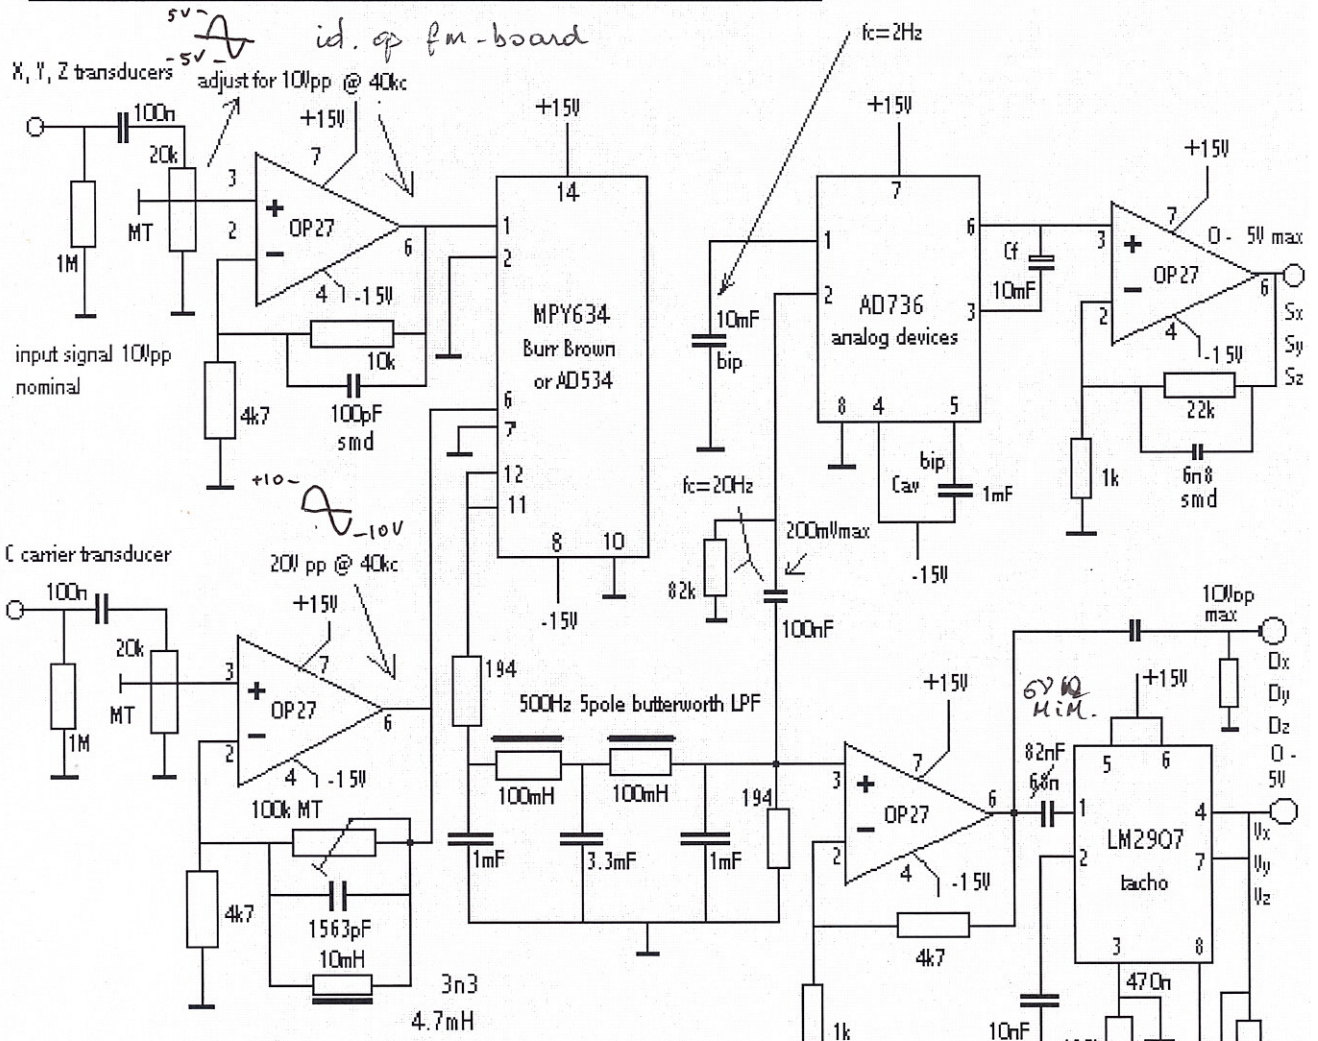 5V
-5V
id. op fm-board
fc=2Hz
X, Y, Z transducers
adjust for 10Vpp @ 40kc
100n
+15V
+15V
+15V
+15V
20k
7
14
7
7
3
+
OP27
1
6
3
+
0 - 5V max
MT
2
-
6
2
1
Cf
10mF
OP27
6
1M
4
-15V
MPY634
Burr Brown
or AD534
10mF
bip
2
AD736
analog devices
3
2
-
4
-15V
Sx
Sy
Sz
input signal 10Vpp
nominal
10k
4k7
100pF
smd
6
7
8
4
5
22k
12
11
fc=20Hz
bip
Cav
1mF
1k
6n8
smd
+10
-10V
C carrier transducer
20V pp @ 40kc
8
10
200mVmax
-15V
100n
+15V
-15V
82k
100nF
10Vpp
max
20k
7
3
+
OP27
194
+15V
6V
MiM.
+15V
Dx
Dy
Dz
0 -
5V
MT
2
-
6
500Hz 5pole butterworth LPF
1M
4
-15V
7
82nF
68n
5
6
100k MT
100mH
100mH
194
3
+
OP27
6
1
4
LM2907
tacho
Vx
Vy
Vz
1mF
3.3mF
1mF
2
-
4
-15V
2
7
4k7
1563pF
10mH
4k7
3
8
3n3
4.7mH
470n
1k
10nF